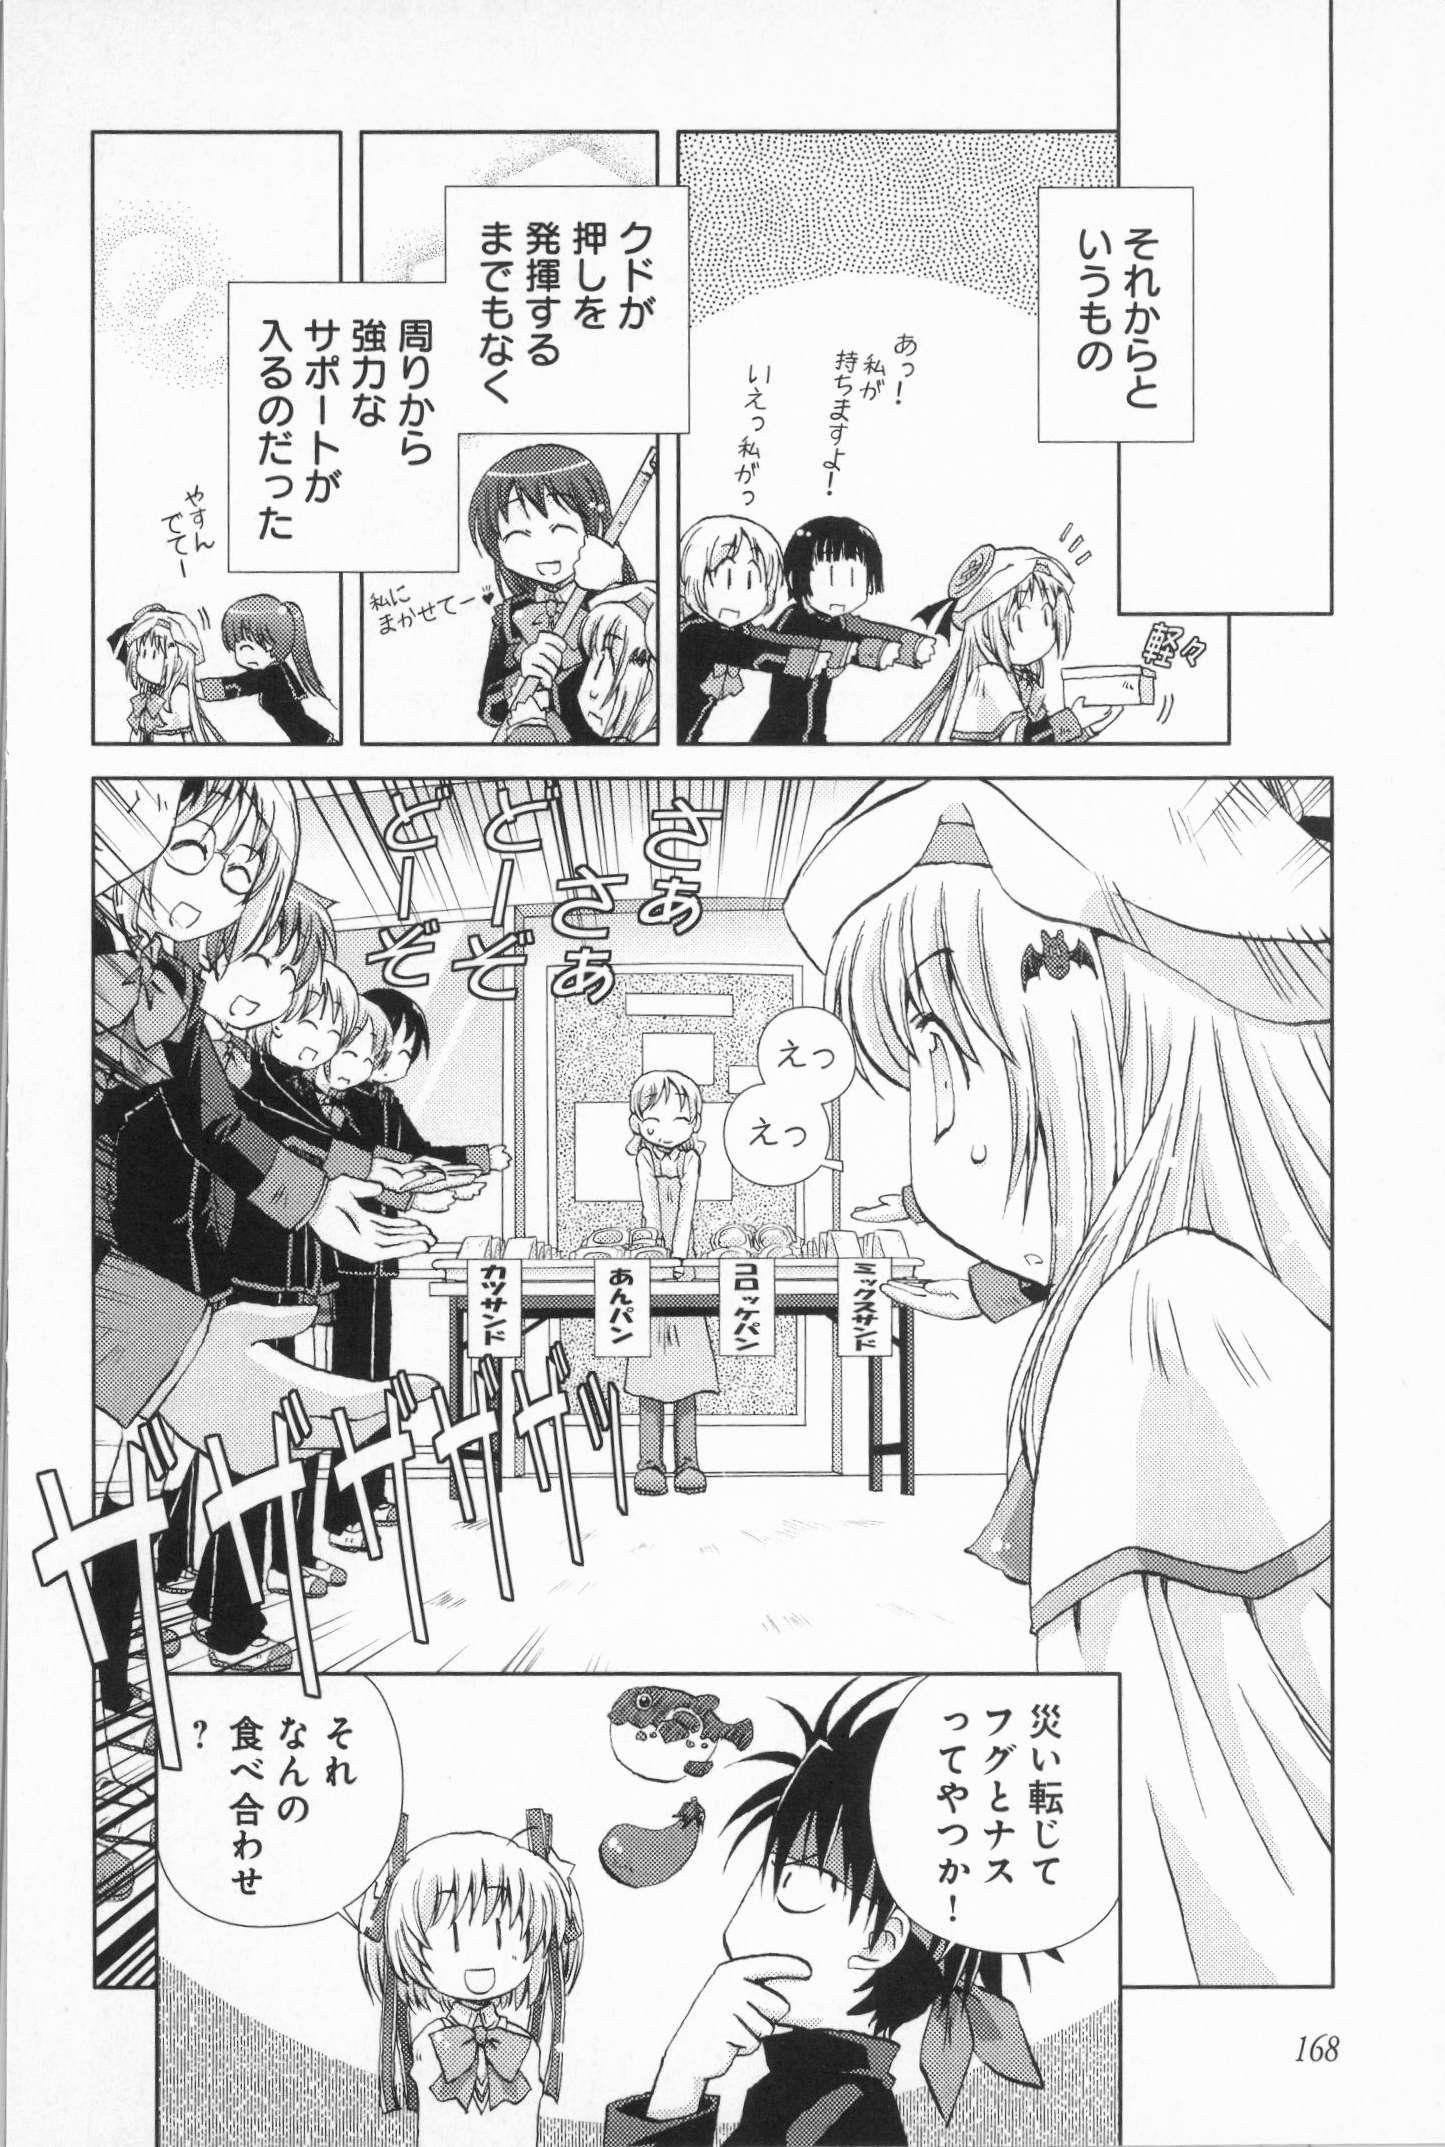 それからと
いうもの
あっ!
私が
持ちますよ!
いえっ私がっ
軽々
クドが
押しを
発揮する
までもなく
私に
まかせてー♥
周りから
強力な
サポートが
入るのだった
やすん
でてー
さぁ
さぁ
どーぞ
どーぞ
えっ
えっ
ミックスサンド
コロッケパン
あんパン
カツサンド
ザザザザザザ
災い転じて
フグとナス
ってやつか!
それ
なんの
食べ合わせ
?
168